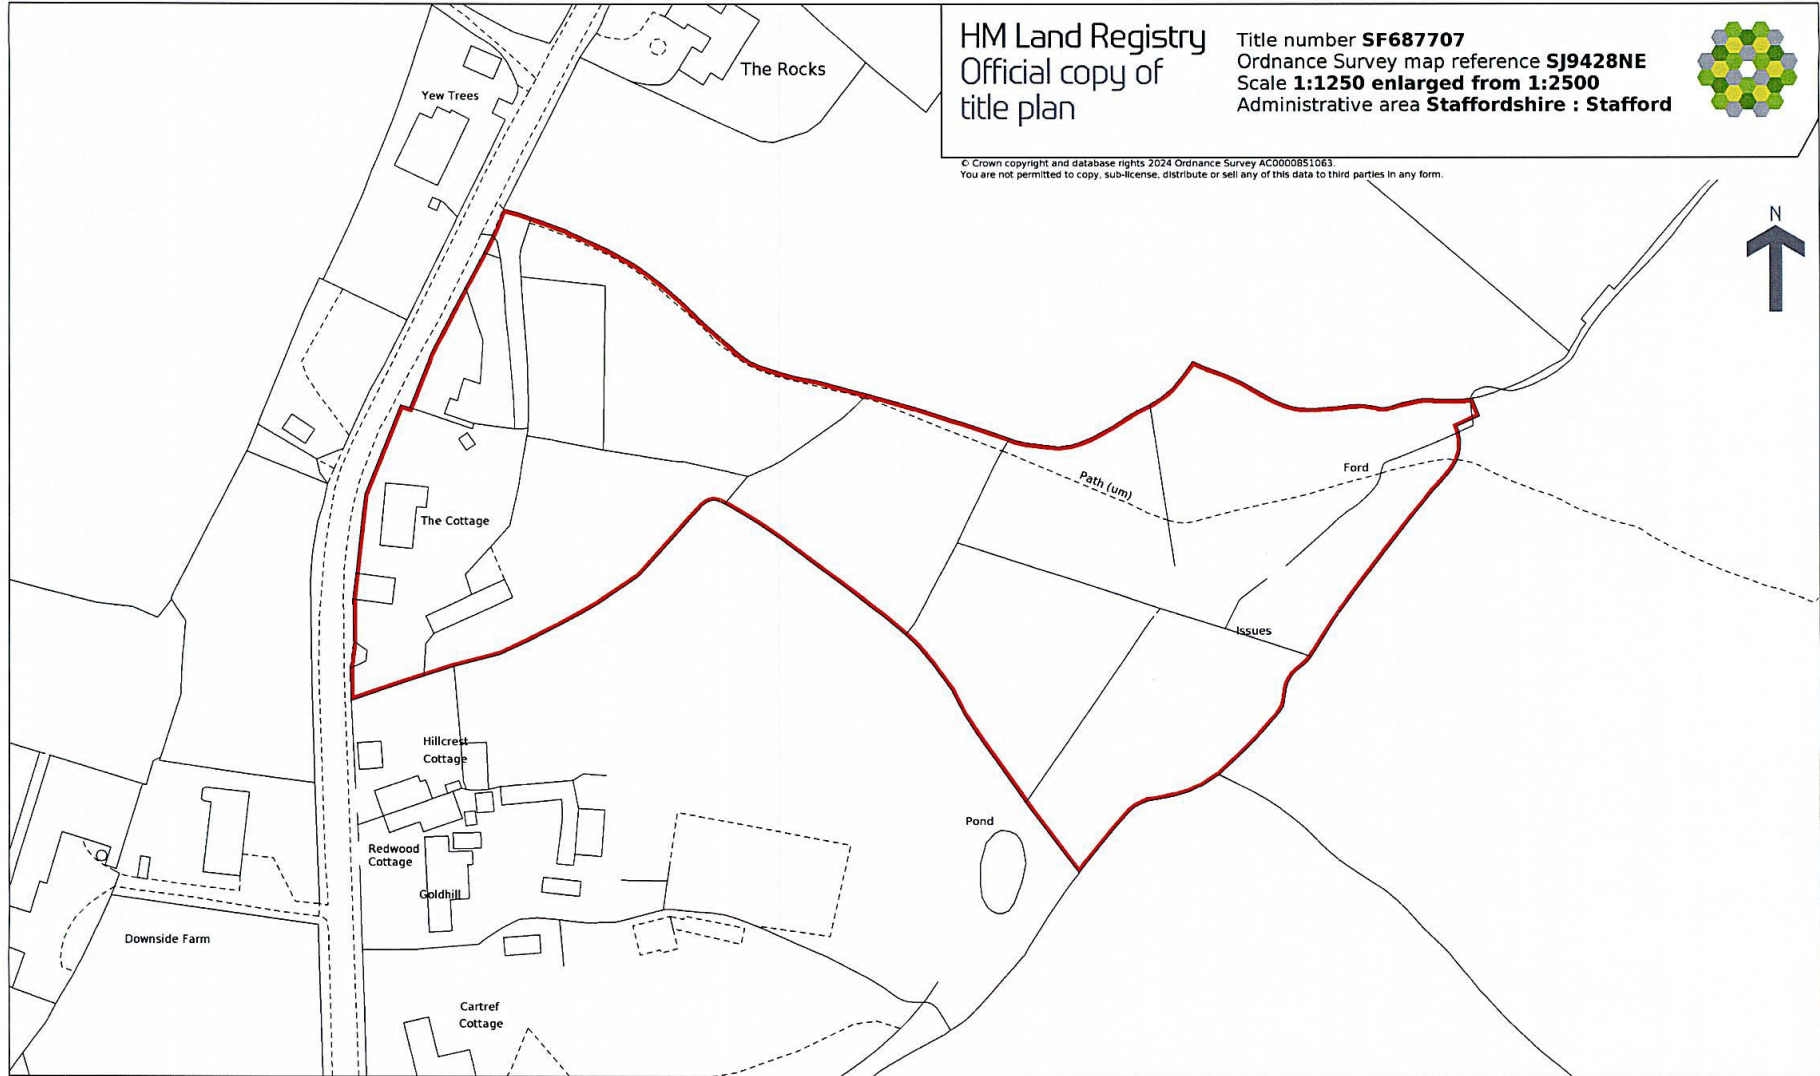 HM Land Registry
Official copy of
title plan
Title number SF687707
Ordnance Survey map reference SJ9428NE
Scale 1:1250 enlarged from 1:2500
Administrative area Staffordshire : Stafford
© Crown copyright and database rights 2024 Ordnance Survey AC0000851063.
You are not permitted to copy, sub-license, distribute or sell any of this data to third parties in any form.
The Rocks
Yew Trees
N
Path (um)
Ford
The Cottage
Issues
Hillcrest
Cottage
Pond
Redwood
Cottage
Goldhill
Downside Farm
Cartref
Cottage